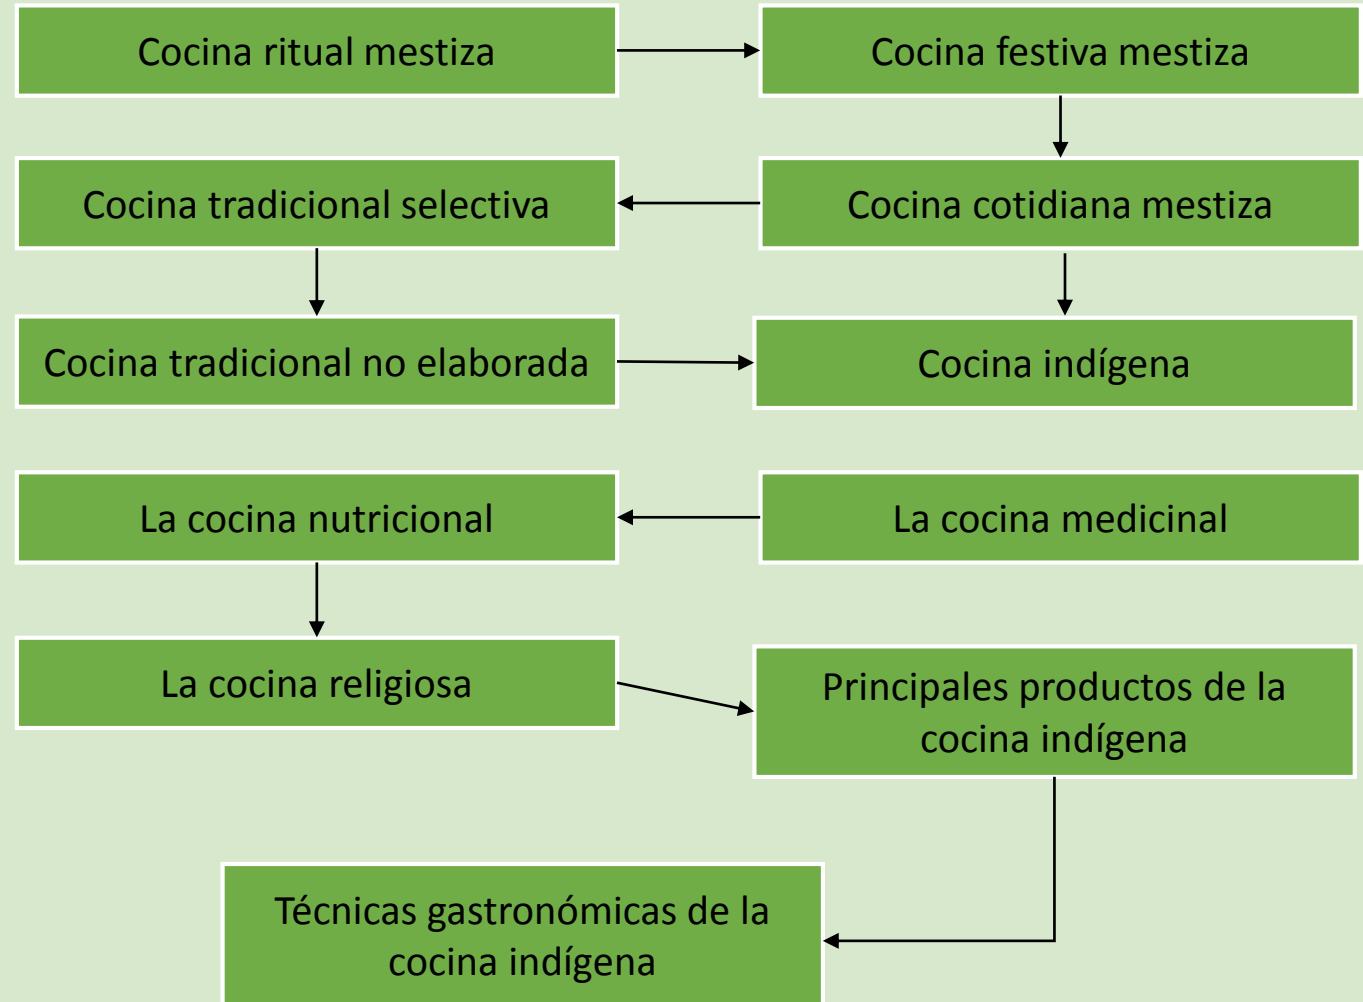 Cocina ritual mestiza
Cocina festiva mestiza
Cocina tradicional selectiva
Cocina cotidiana mestiza
Cocina tradicional no elaborada
Cocina indígena
La cocina nutricional
La cocina medicinal
La cocina religiosa
Principales productos de la
cocina indígena
Técnicas gastronómicas de la
cocina indígena